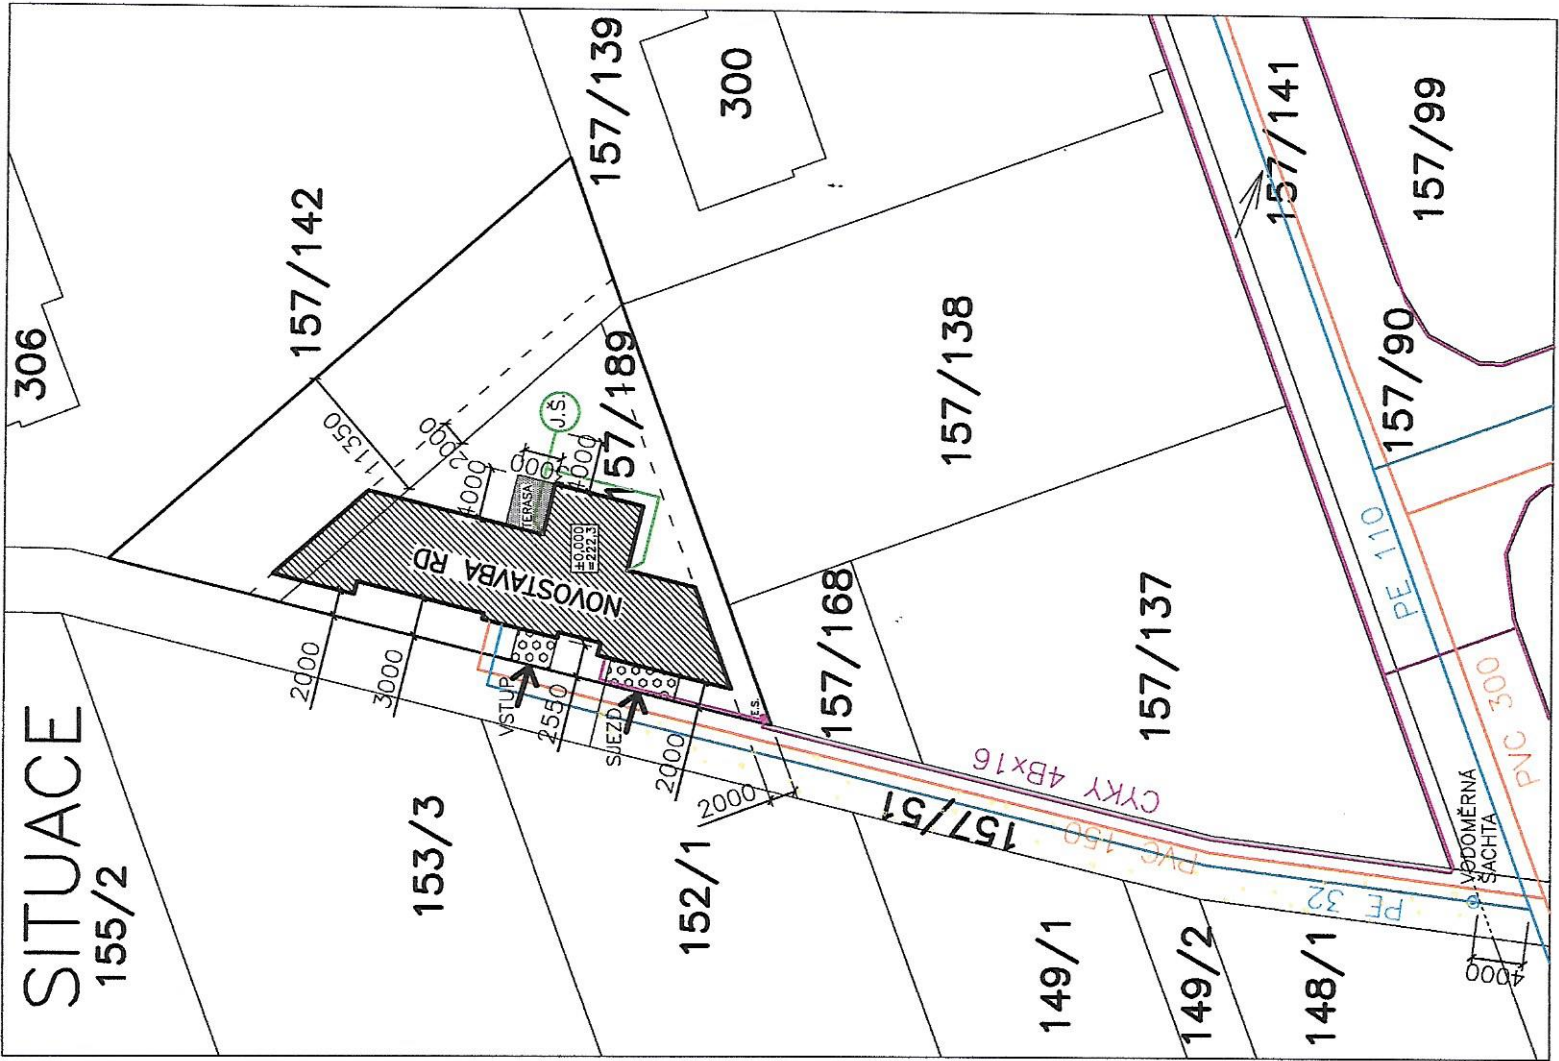 SITUACE
155/2
153/3
152/1
149/1
149/2
148/1
306
157/142
157/139
300
157/189
157/138
157/168
157/137
157/51
157/141
157/99
157/90
NOVOSTAVBA RD
±0,000
=222,3
TERASA
J.Š.
11350
2000
4000
4000
2000
3000
VSTUP
2550
SJEZD
2000
2000
E.S.
CYKY 4Bx16
PVC 150
PE 32
PE 110
PVC 300
VODOMĚRNÁ
ŠACHTA
4000